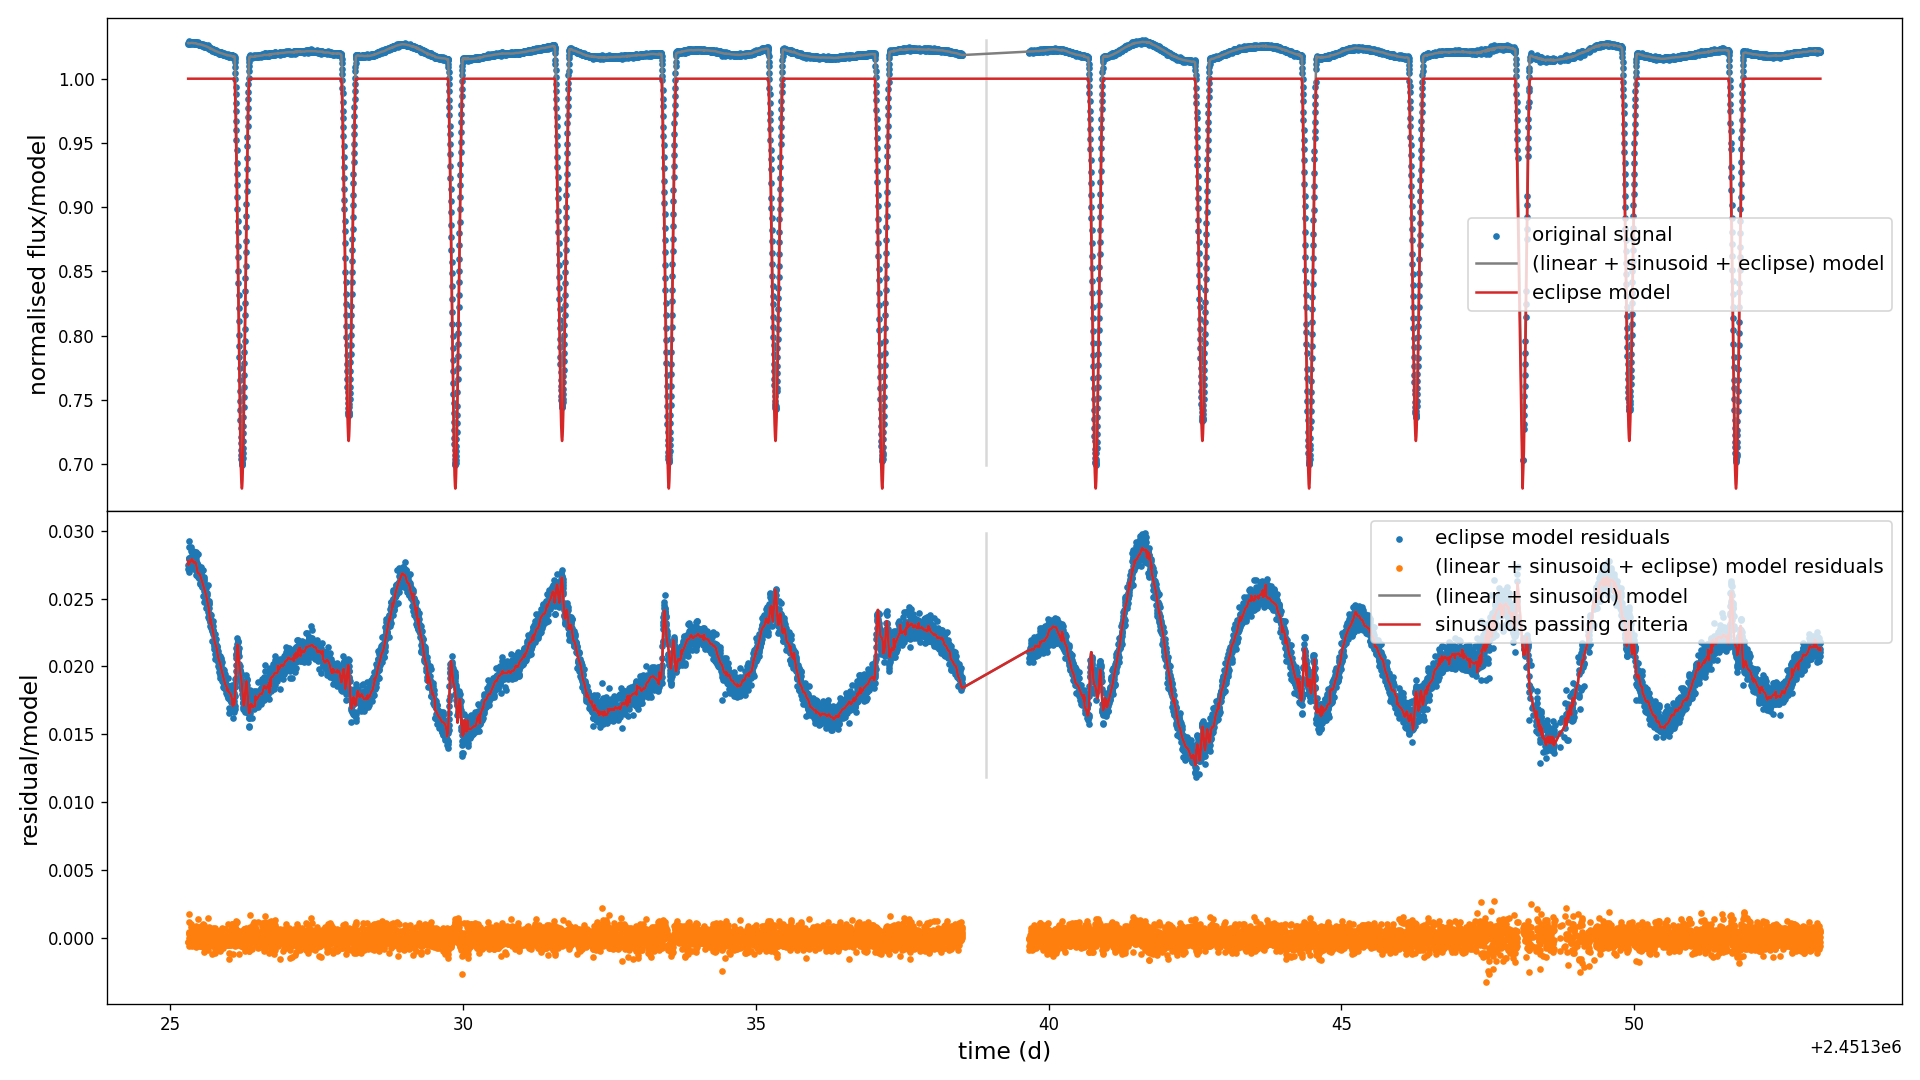 normalised flux/model
1.00
0.95
0.90
0.85
0.80
0.75
0.70
original signal
(linear + sinusoid + eclipse) model
eclipse model
residual/model
0.030
0.025
0.020
0.015
0.010
0.005
0.000
eclipse model residuals
(linear + sinusoid + eclipse) model residuals
(linear + sinusoid) model
sinusoids passing criteria
25 30 35 40 45 50
time (d)
+2.4513e6